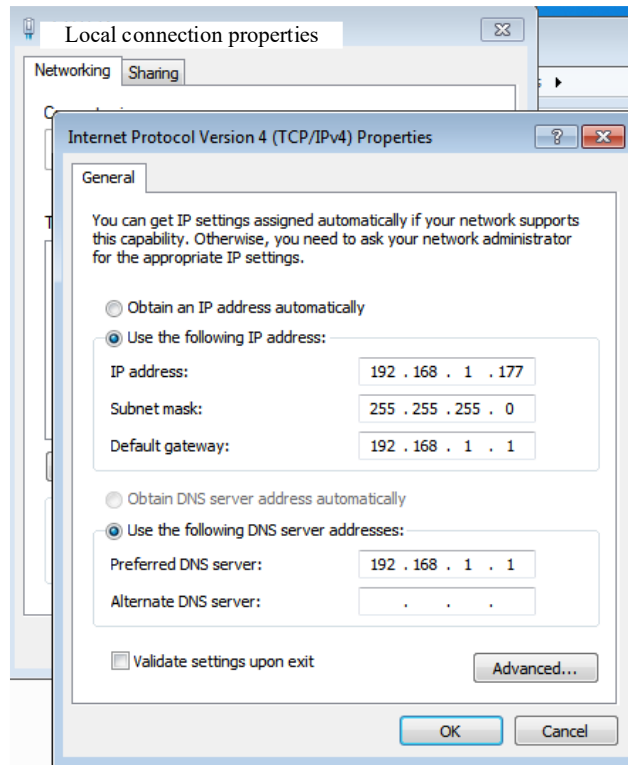 Local connection properties
Networking
Sharing
Internet Protocol Version 4 (TCP/IPv4) Properties
General
You can get IP settings assigned automatically if your network supports
this capability. Otherwise, you need to ask your network administrator
for the appropriate IP settings.
Obtain an IP address automatically
Use the following IP address:
IP address: 192 . 168 . 1 . 177
Subnet mask: 255 . 255 . 255 . 0
Default gateway: 192 . 168 . 1 . 1
Obtain DNS server address automatically
Use the following DNS server addresses:
Preferred DNS server: 192 . 168 . 1 . 1
Alternate DNS server: . . .
Validate settings upon exit
Advanced...
OK Cancel